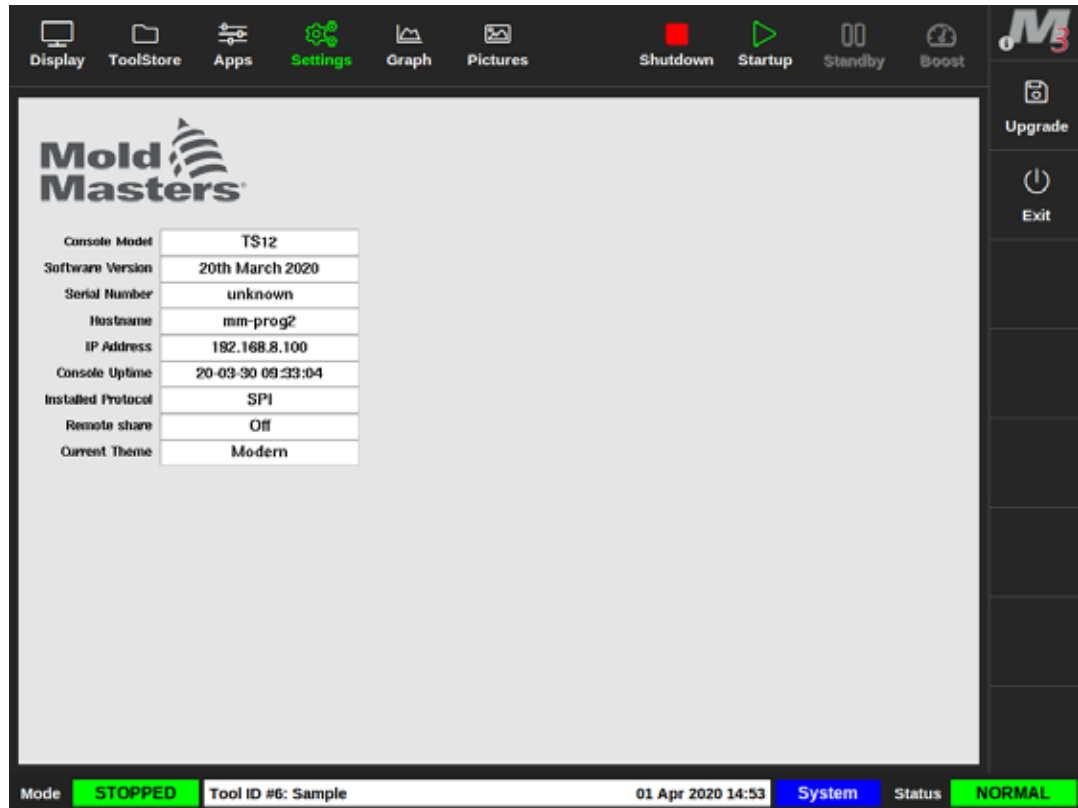 Display ToolStore Apps Settings Graph Pictures Shutdown Startup Standby Boost
M3
Upgrade
Exit
Mold
Masters
Console Model TS12
Software Version 20th March 2020
Serial Number unknown
Hostname mm-prog2
IP Address 192.168.8.100
Console Uptime 20-03-30 09:33:04
Installed Protocol SPI
Remote share Off
Current Theme Modern
Mode STOPPED Tool ID #6: Sample 01 Apr 2020 14:53 System Status NORMAL